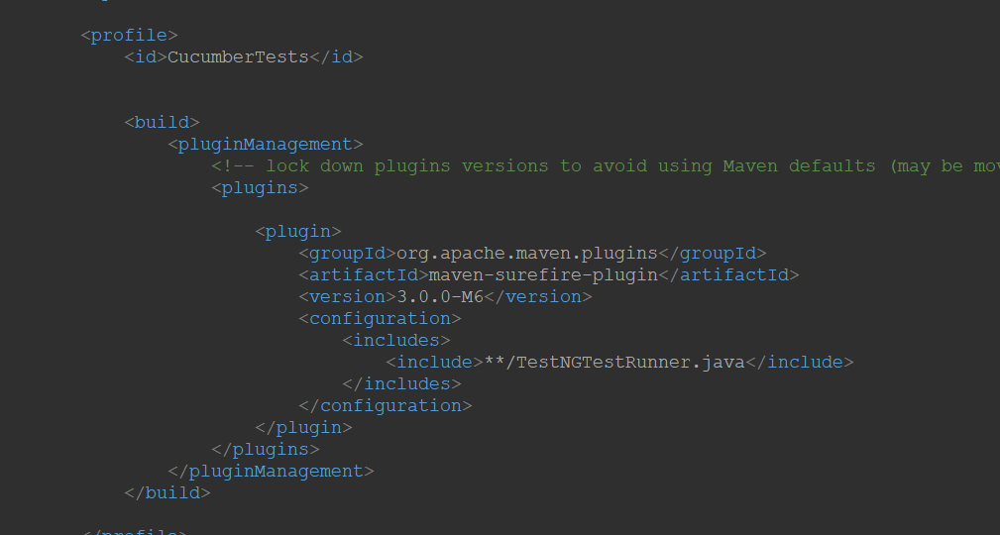 <profile>
<id>CucumberTests</id>
<build>
<pluginManagement>
<!-- lock down plugins versions to avoid using Maven defaults (may be mov
<plugins>
<plugin>
<groupId>org.apache.maven.plugins</groupId>
<artifactId>maven-surefire-plugin</artifactId>
<version>3.0.0-M6</version>
<configuration>
<includes>
<include>**/TestNGTestRunner.java</include>
</includes>
</configuration>
</plugin>
</plugins>
</pluginManagement>
</build>
</profile>